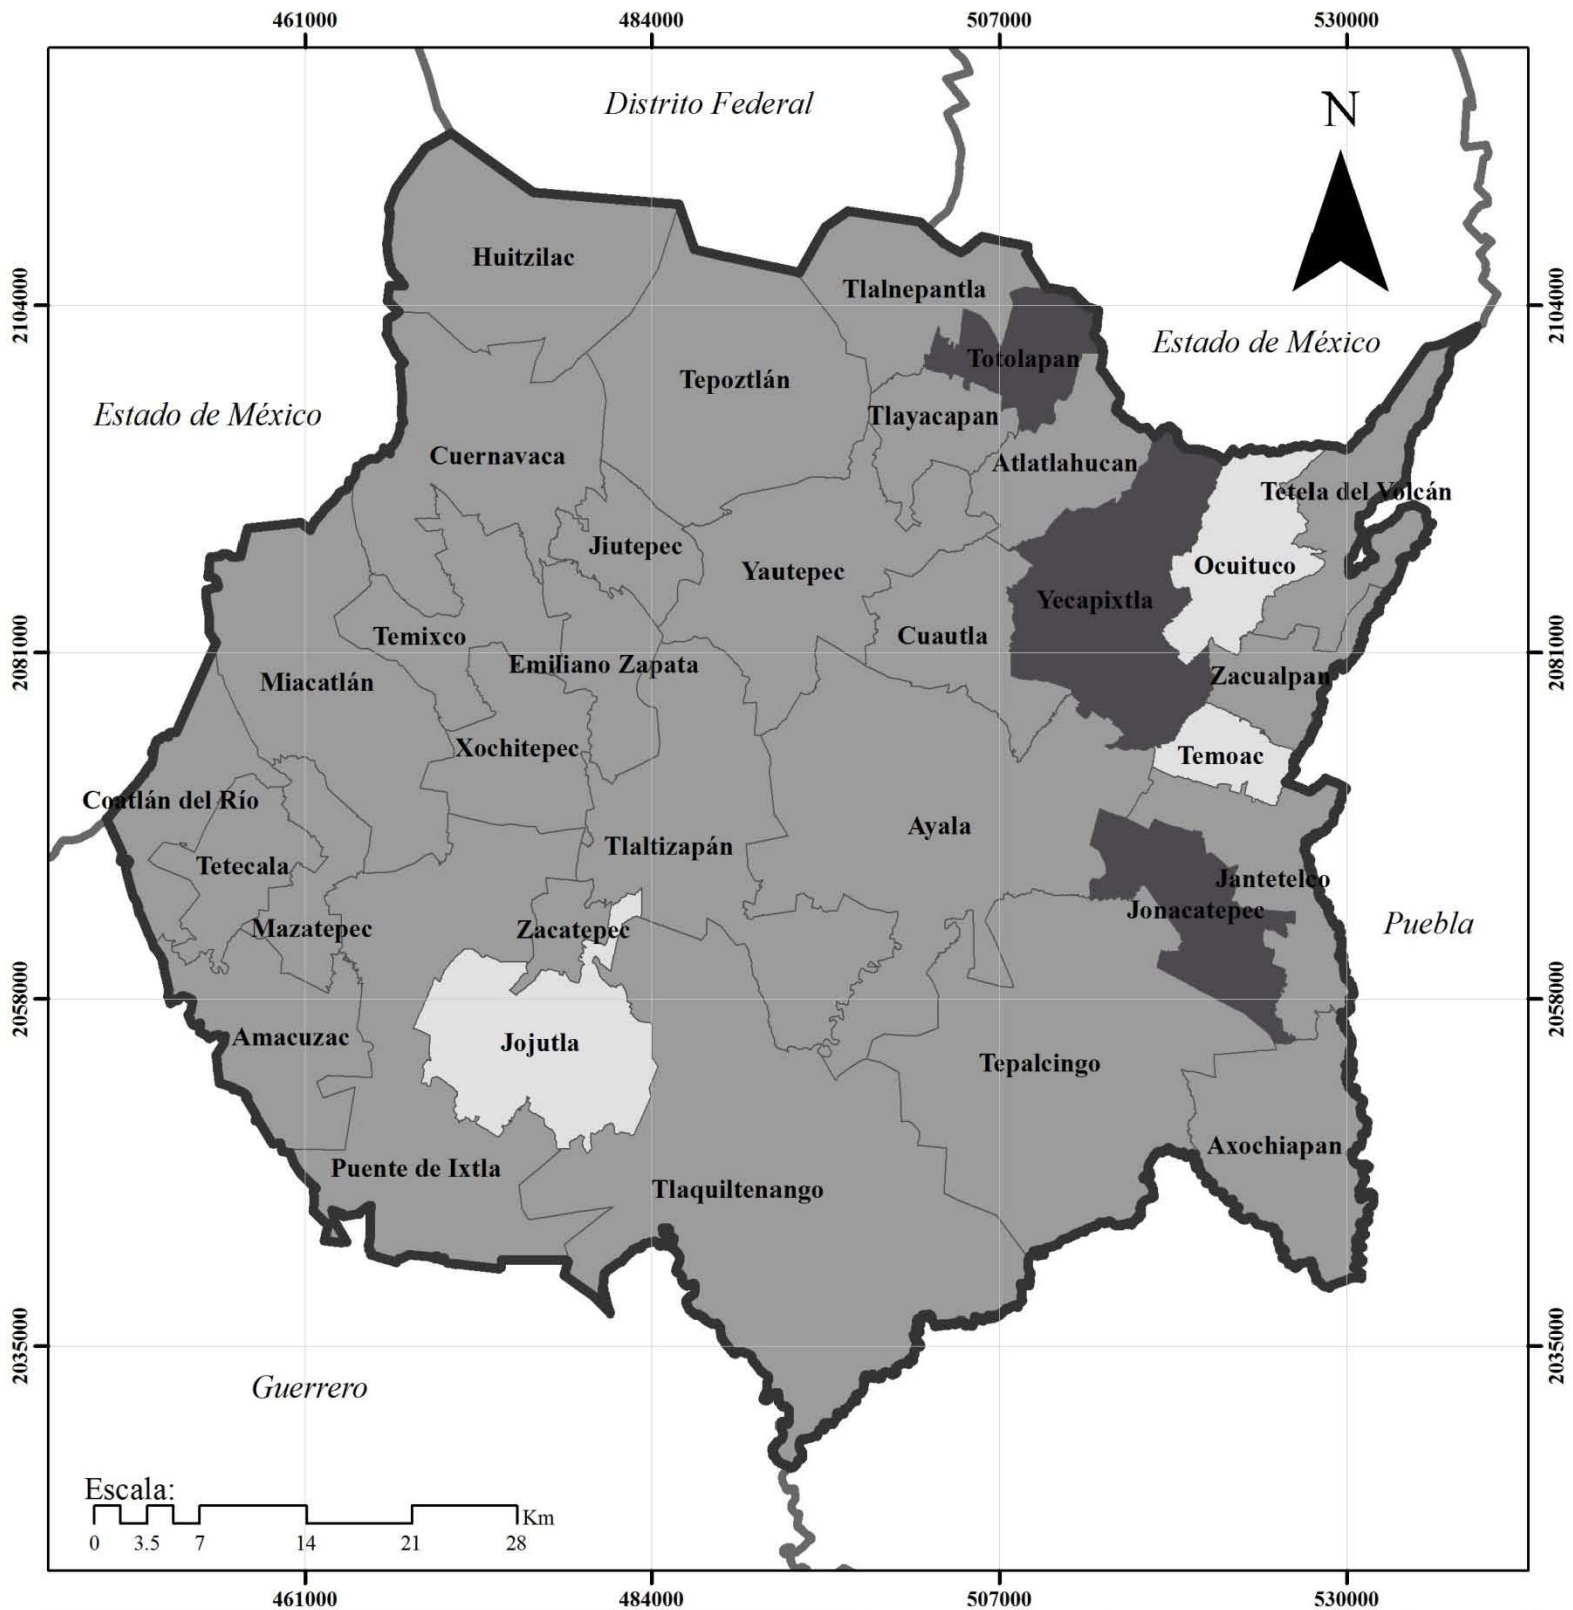 461000 484000 507000 530000
Distrito Federal
N
Huitzilac
Tlalnepantla
2104000
2104000
Estado de México
Totolapan
Tepoztlán
Estado de México
Tlayacapan
Cuernavaca
Atlatlahucan
Tetela del Volcán
Jiutepec
Yautepec
Ocuituco
Yecapixtla
Temixco
Cuautla
2081000
2081000
Emiliano Zapata
Zacualpan
Miacatlán
Xochitepec
Temoac
Coatlán del Río
Ayala
Tlaltizapán
Tetecala
Jantetelco
Jonacatepec
Puebla
Mazatepec
Zacatepec
2058000
2058000
Amacuzac
Jojutla
Tepalcingo
Axochiapan
Puente de Ixtla
Tlaquiltenango
2035000
2035000
Guerrero
Escala:
Km
0 3.5 7 14 21 28
461000 484000 507000 530000